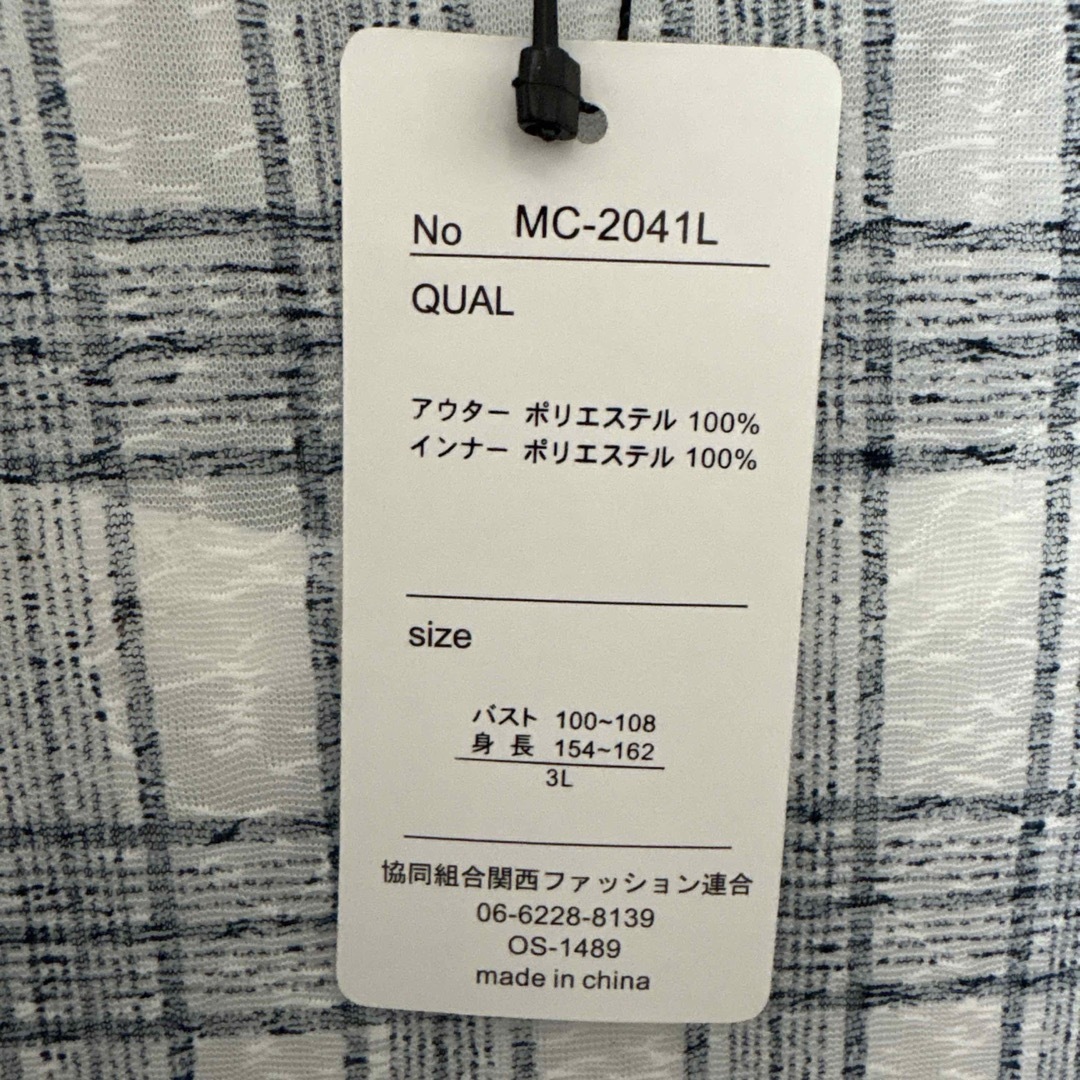 No MC-2041L
QUAL
アウター ポリエステル 100%
インナー ポリエステル 100%
size
バスト 100~108
身長 154~162
3L
協同組合関西ファッション連合
06-6228-8139
OS-1489
made in china